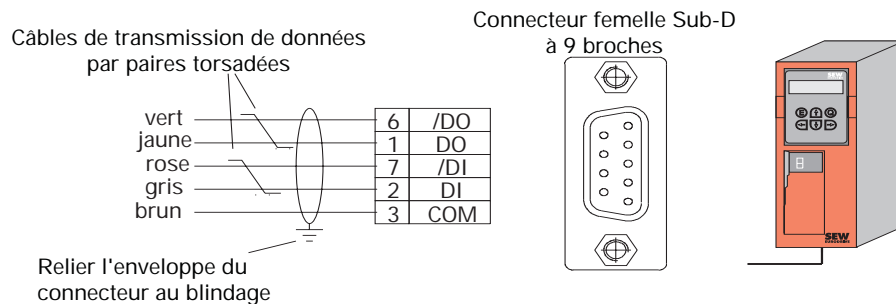 Câbles de transmission de données
par paires torsadées
Connecteur femelle Sub-D
à 9 broches
vert 6 /DO
jaune 1 DO
rose 7 /DI
gris 2 DI
brun 3 COM
Relier l'enveloppe du
connecteur au blindage
SEW
SEW
EURODRIVE